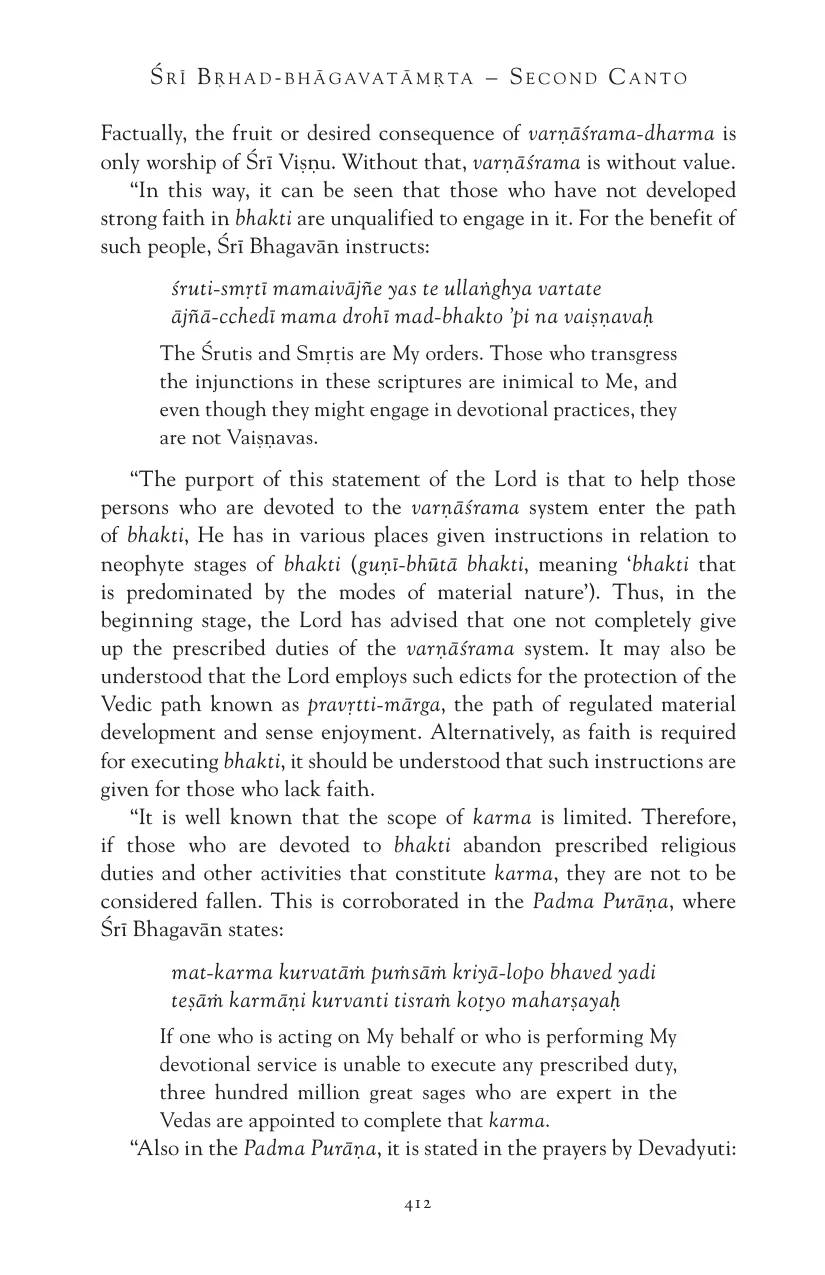 Śrī Bṛhad-bhāgavatāmṛta – Second Canto
Factually, the fruit or desired consequence of varṇāśrama-dharma is
only worship of Śrī Viṣṇu. Without that, varṇāśrama is without value.
“In this way, it can be seen that those who have not developed
strong faith in bhakti are unqualified to engage in it. For the benefit of
such people, Śrī Bhagavān instructs:
śruti-smṛtī mamaivājñe yas te ullaṅghya vartate
ājñā-cchedī mama drohī mad-bhakto ’pi na vaiṣṇavaḥ
The Śrutis and Smṛtis are My orders. Those who transgress
the injunctions in these scriptures are inimical to Me, and
even though they might engage in devotional practices, they
are not Vaiṣṇavas.
“The purport of this statement of the Lord is that to help those
persons who are devoted to the varṇāśrama system enter the path
of bhakti, He has in various places given instructions in relation to
neophyte stages of bhakti (guṇī-bhūtā bhakti, meaning ‘bhakti that
is predominated by the modes of material nature’). Thus, in the
beginning stage, the Lord has advised that one not completely give
up the prescribed duties of the varṇāśrama system. It may also be
understood that the Lord employs such edicts for the protection of the
Vedic path known as pravṛtti-mārga, the path of regulated material
development and sense enjoyment. Alternatively, as faith is required
for executing bhakti, it should be understood that such instructions are
given for those who lack faith.
“It is well known that the scope of karma is limited. Therefore,
if those who are devoted to bhakti abandon prescribed religious
duties and other activities that constitute karma, they are not to be
considered fallen. This is corroborated in the Padma Purāṇa, where
Śrī Bhagavān states:
mat-karma kurvatāṁ puṁsāṁ kriyā-lopo bhaved yadi
teṣāṁ karmāṇi kurvanti tisraṁ koṭyo maharṣayaḥ
If one who is acting on My behalf or who is performing My
devotional service is unable to execute any prescribed duty,
three hundred million great sages who are expert in the
Vedas are appointed to complete that karma.
“Also in the Padma Purāṇa, it is stated in the prayers by Devadyuti:
412